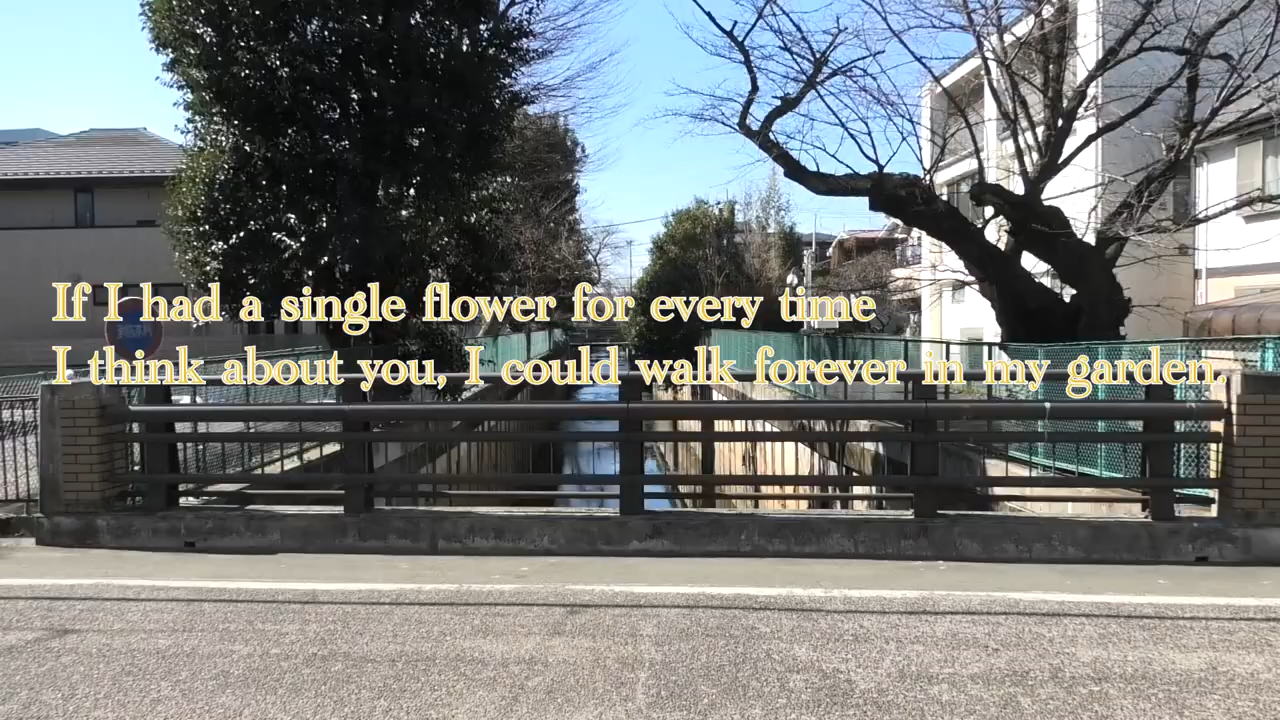 If I had a single flower for every time
I think about you, I could walk forever in my garden.